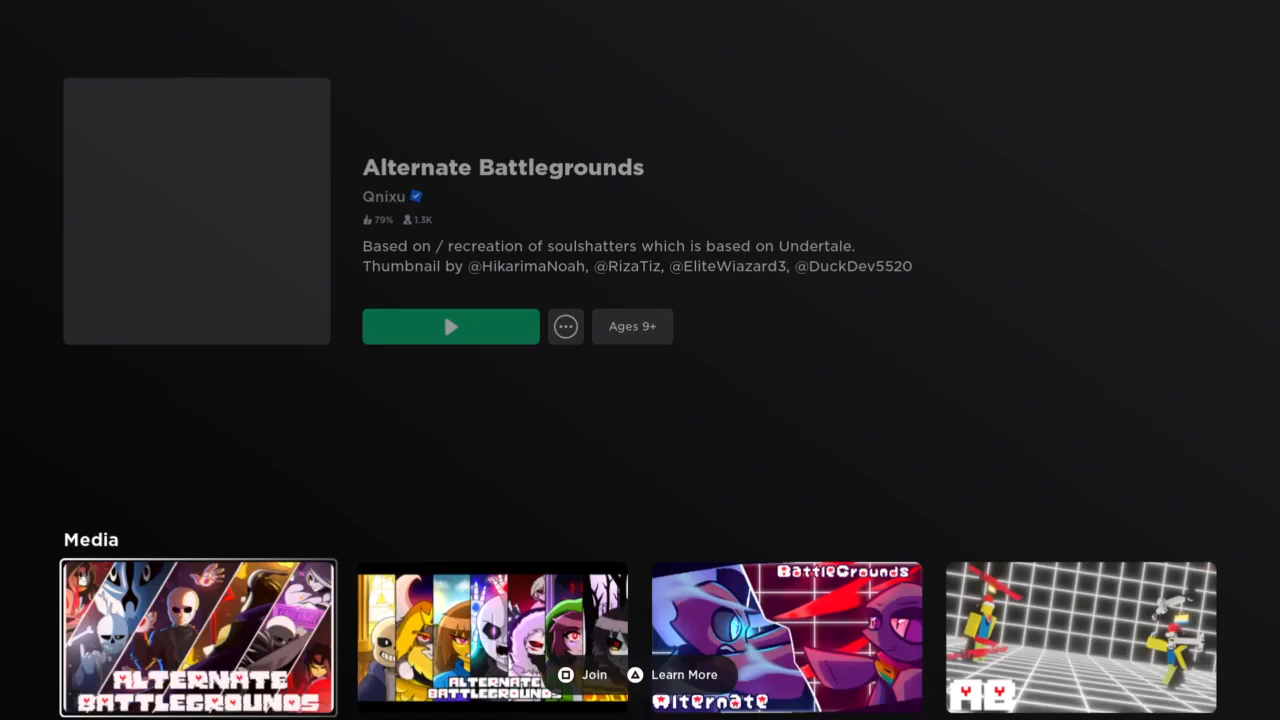 Alternate Battlegrounds
Qnixu
79% 1.3K
Based on / recreation of soulshatters which is based on Undertale.
Thumbnail by @HikarimaNoah, @RizaTiz, @EliteWiazard3, @DuckDev5520
Ages 9+
Media
ALTERNATE
BATTLEGROUNDS
ALTERNATE
BATTLEGROUNDS
BattleGrounds
Alternate
AB
Join
Learn More